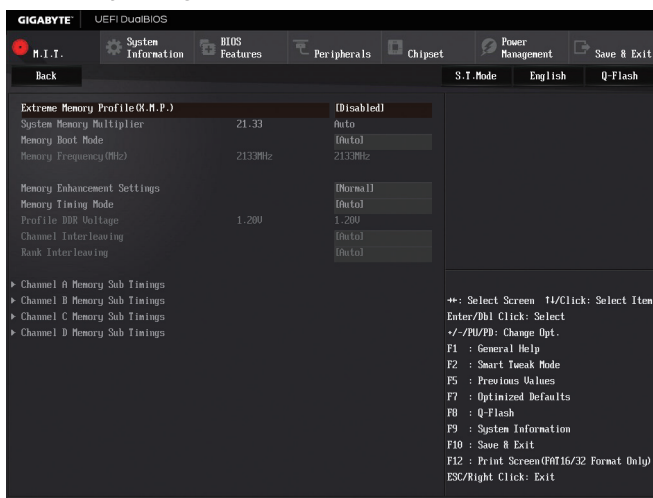 GIGABYTE™ UEFI DualBIOS
M.I.T. System Information BIOS Features Peripherals Chipset Power Management Save & Exit
Back S.T.Mode English Q-Flash
Extreme Memory Profile(X.M.P.) [Disabled]
System Memory Multiplier 21.33 Auto
Memory Boot Mode [Auto]
Memory Frequency(MHz) 2133MHz 2133MHz
Memory Enhancement Settings [Normal]
Memory Timing Mode [Auto]
Profile DDR Voltage 1.20V 1.20V
Channel Interleaving [Auto]
Rank Interleaving [Auto]
▶ Channel A Memory Sub Timings
▶ Channel B Memory Sub Timings
▶ Channel C Memory Sub Timings
▶ Channel D Memory Sub Timings
→←: Select Screen ↑↓/Click: Select Item
Enter/Dbl Click: Select
+/-/PU/PD: Change Opt.
F1 : General Help
F2 : Smart Tweak Mode
F5 : Previous Values
F7 : Optimized Defaults
F8 : Q-Flash
F9 : System Information
F10 : Save & Exit
F12 : Print Screen(FAT16/32 Format Only)
ESC/Right Click: Exit